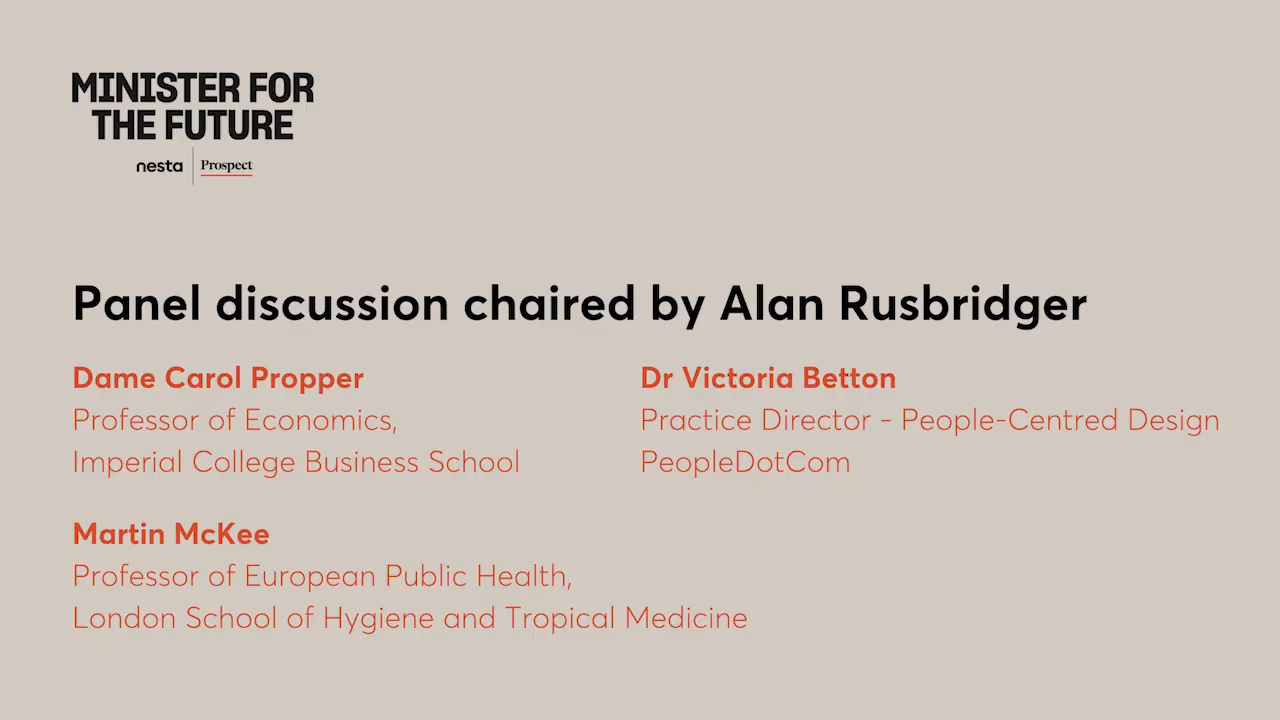 MINISTER FOR
THE FUTURE
nesta | Prospect
Panel discussion chaired by Alan Rusbridger
Dame Carol Propper
Professor of Economics,
Imperial College Business School
Dr Victoria Betton
Practice Director - People-Centred Design
PeopleDotCom
Martin McKee
Professor of European Public Health,
London School of Hygiene and Tropical Medicine